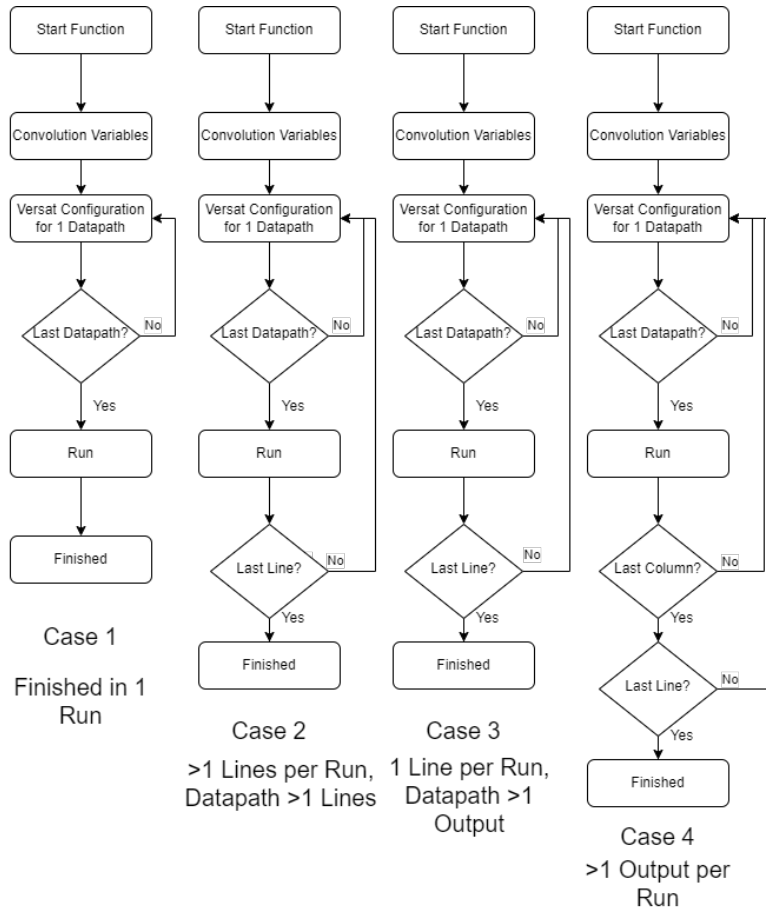 Start Function
Convolution Variables
Versat Configuration
for 1 Datapath
Last Datapath?
No
Yes
Run
Finished
Case 1
Finished in 1
Run
Start Function
Convolution Variables
Versat Configuration
for 1 Datapath
Last Datapath?
No
Yes
Run
Last Line?
No
Yes
Finished
Case 2
>1 Lines per Run,
Datapath >1 Lines
Start Function
Convolution Variables
Versat Configuration
for 1 Datapath
Last Datapath?
No
Yes
Run
Last Line?
No
Yes
Finished
Case 3
1 Line per Run,
Datapath >1
Output
Start Function
Convolution Variables
Versat Configuration
for 1 Datapath
Last Datapath?
No
Yes
Run
Last Column?
No
Yes
Last Line?
No
Yes
Finished
Case 4
>1 Output per
Run